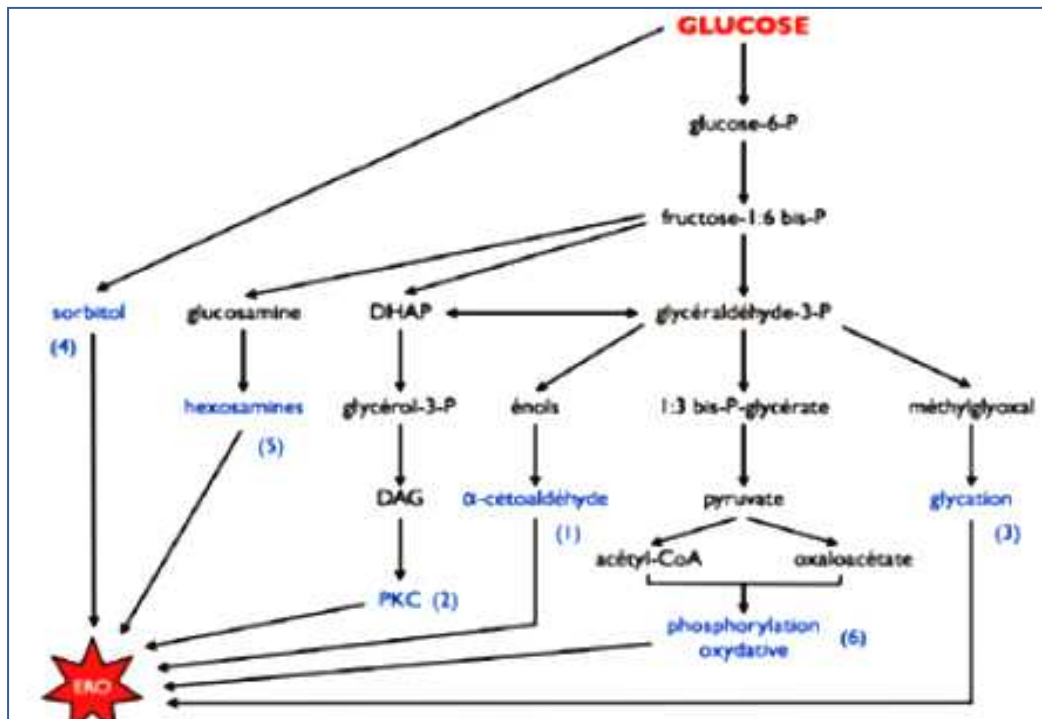 GLUCOSE
glucose-6-P
fructose-1:6 bis-P
sorbitol
(4)
glucosamine
DHAP
glycéraldéhyde-3-P
hexosamines
(5)
glycérol-3-P
énols
1:3 bis-P-glycérate
méthylglyoxal
DAG
α-cetoaldéhyde
(1)
pyruvate
glycation
(3)
acétyl-CoA
oxaloacétate
PKC (2)
phosphorylation
oxydative
(6)
ERO